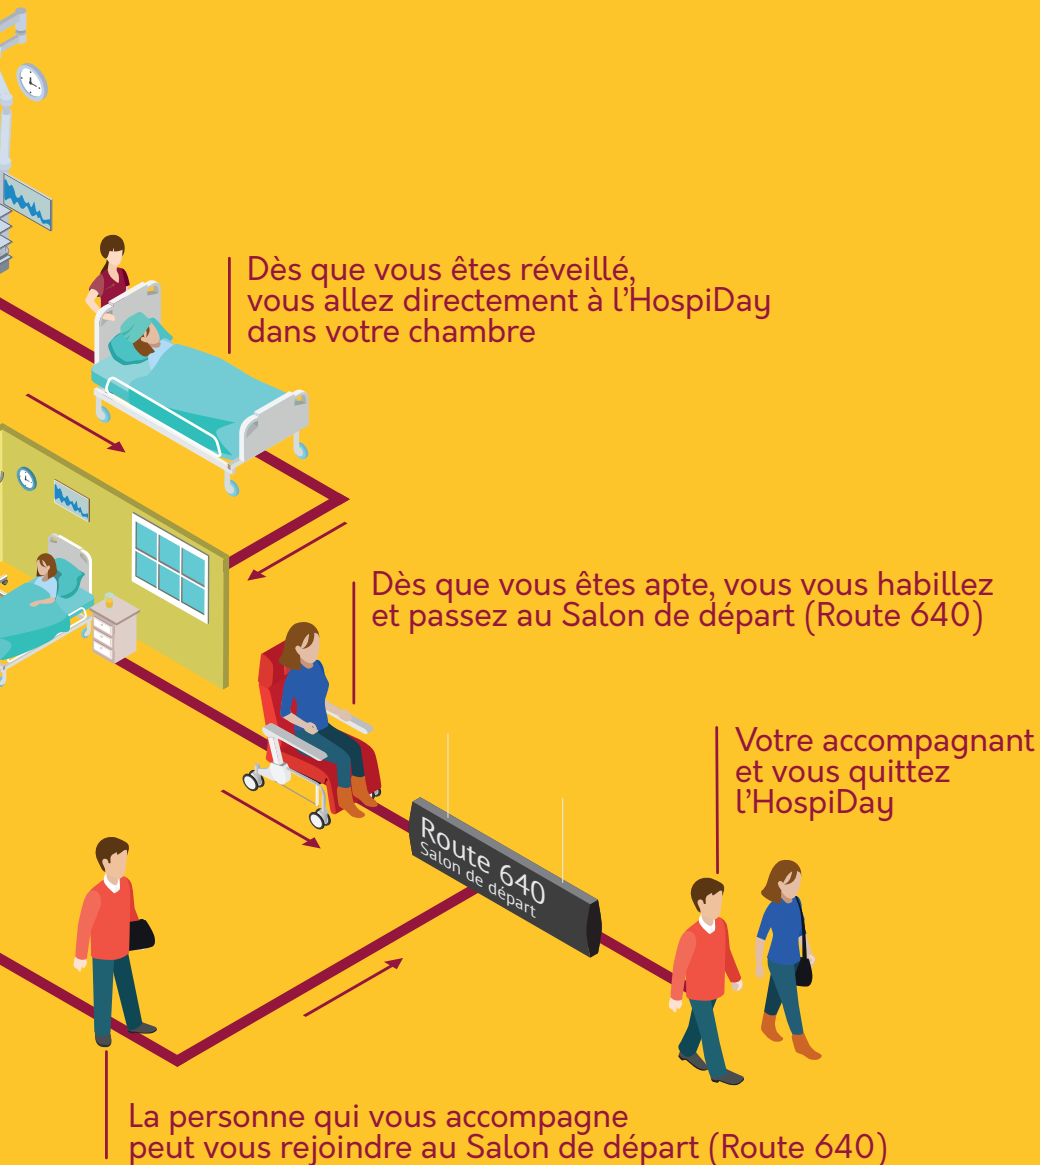 Dès que vous êtes réveillé,
vous allez directement à l'HospiDay
dans votre chambre
Dès que vous êtes apte, vous vous habillez
et passez au Salon de départ (Route 640)
Votre accompagnant
et vous quittez
l'HospiDay
Route 640
Salon de départ
La personne qui vous accompagne
peut vous rejoindre au Salon de départ (Route 640)